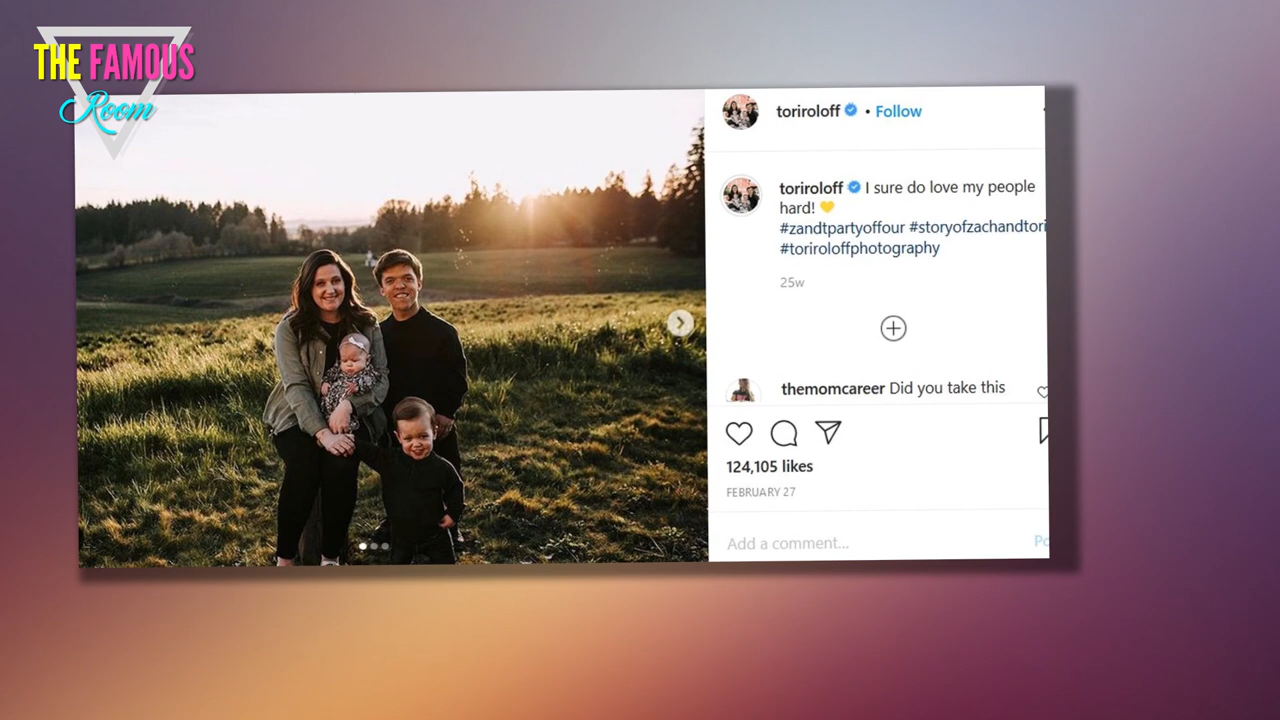 THE FAMOUS
Room
toriroloff • Follow
toriroloff I sure do love my people
hard! 💛
#zandtpartyoffour #storyofzachandtori
#toriroloffphotography
25w
themomcareer Did you take this
124,105 likes
FEBRUARY 27
Add a comment...
Po